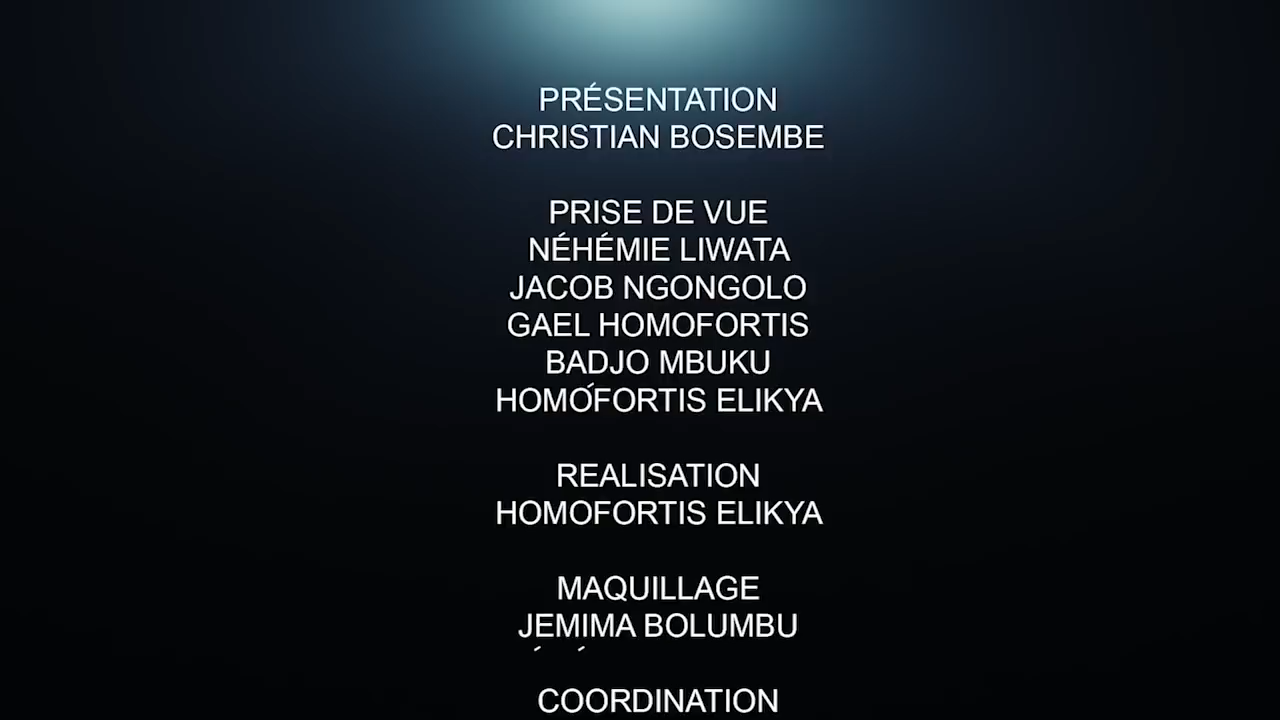 PRÉSENTATION
CHRISTIAN BOSEMBE
PRISE DE VUE
NÉHÉMIE LIWATA
JACOB NGONGOLO
GAEL HOMOFORTIS
BADJO MBUKU
HOMOFORTIS ELIKYA
REALISATION
HOMOFORTIS ELIKYA
MAQUILLAGE
JEMIMA BOLUMBU
COORDINATION